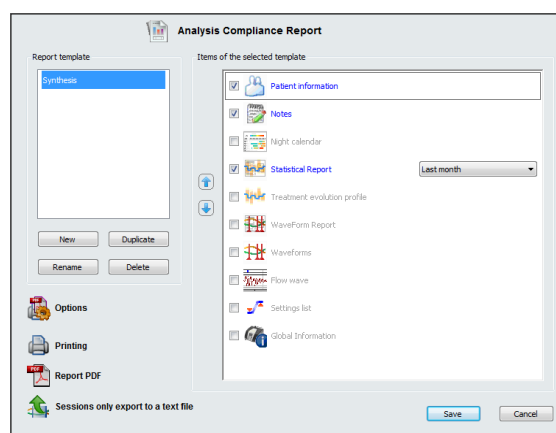 Analysis Compliance Report
Report template
Items of the selected template
Synthesis
New
Duplicate
Rename
Delete
Patient information
Notes
Night calendar
Statistical Report
Last month
Treatment evolution profile
WaveForm Report
Waveforms
Flow wave
Settings list
Global Information
Options
Printing
PDF
Report PDF
Sessions only export to a text file
Save
Cancel